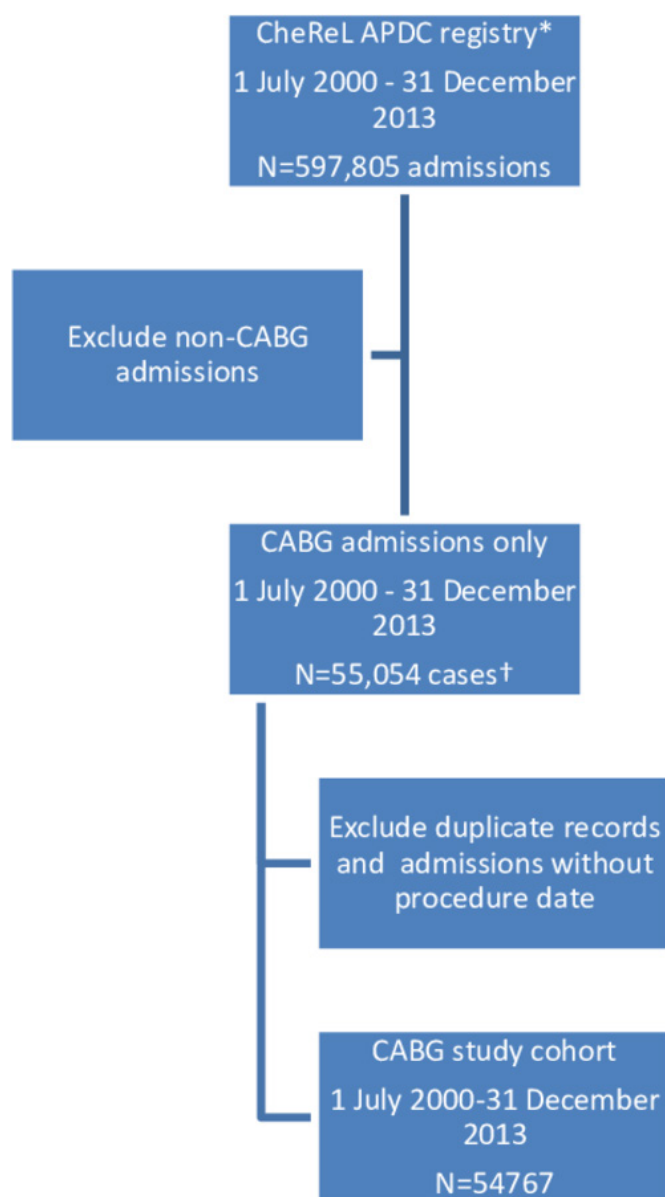 CheReL APDC registry*
1 July 2000 - 31 December
2013
N=597,805 admissions
Exclude non-CABG
admissions
CABG admissions only
1 July 2000 - 31 December
2013
N=55,054 cases†
Exclude duplicate records
and admissions without
procedure date
CABG study cohort
1 July 2000-31 December
2013
N=54767